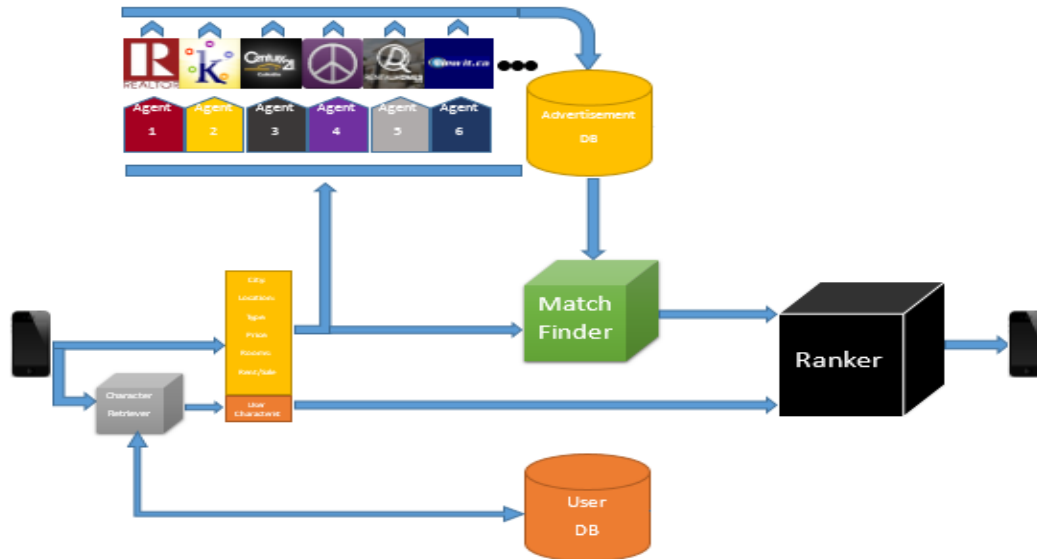 REALTOR
k
Century 21
RENTALHOMES
Agent
1
Agent
2
Agent
3
Agent
4
Agent
5
Agent
6
Advertisement
DB
City
Location
Type
Price
Rooms
Rent/Sale
User
Characterist
Match
Finder
Ranker
Character
Retriever
User
DB